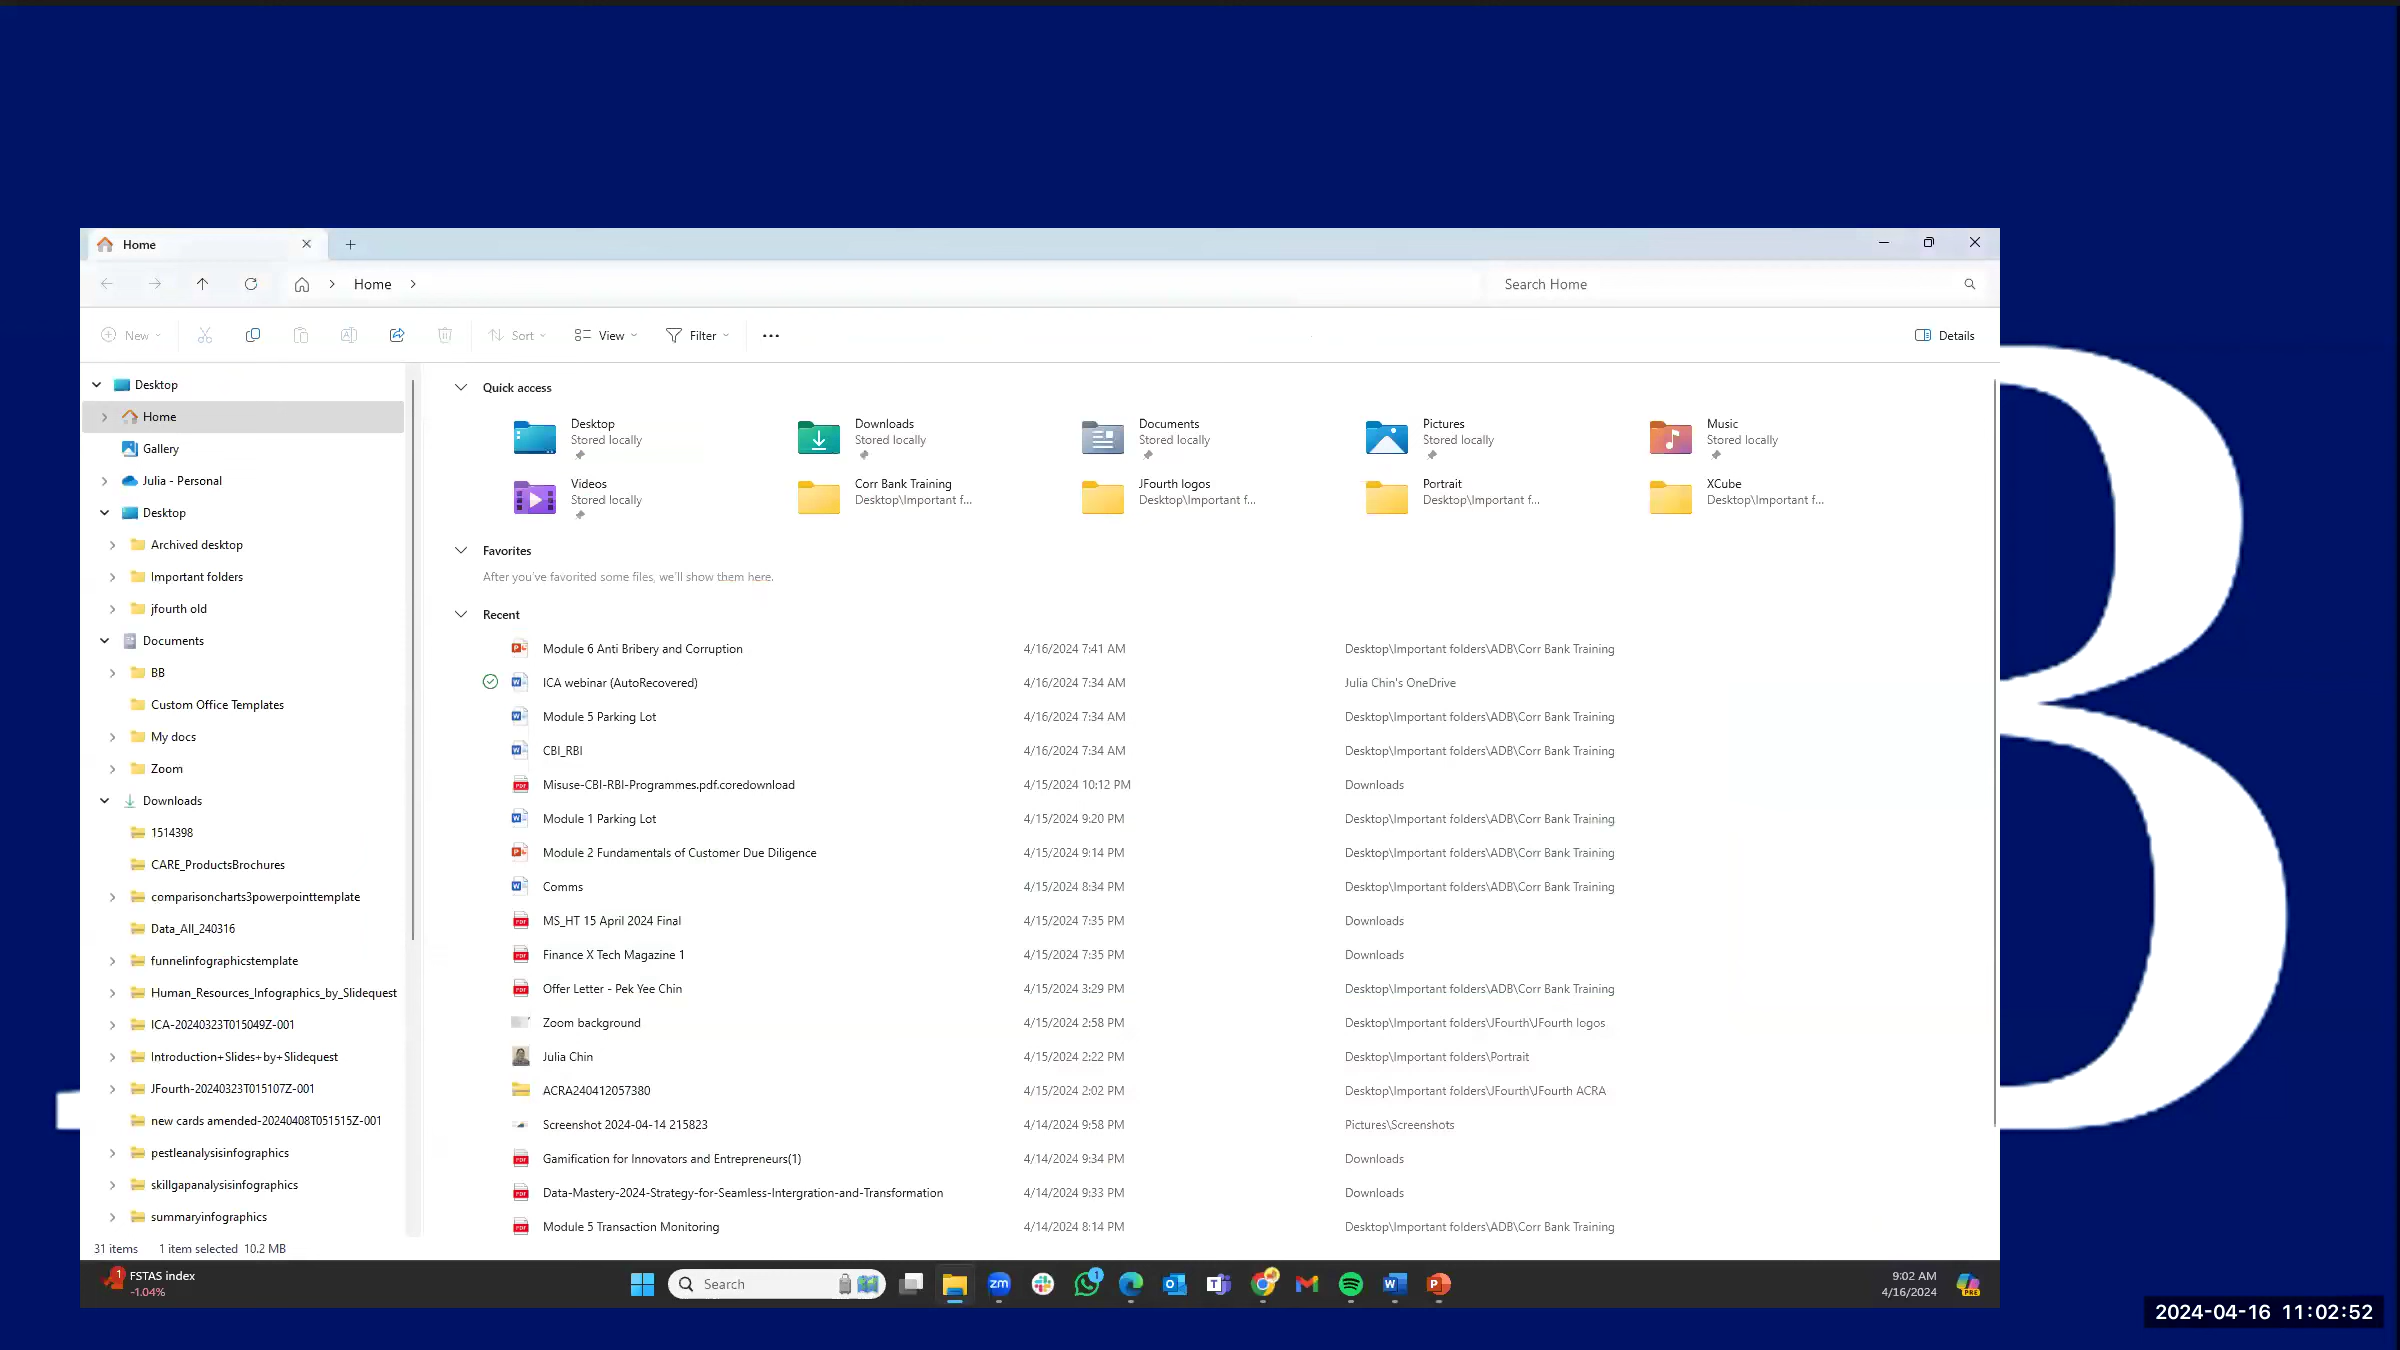 Home
Home
Search Home
New
Sort
View
Filter
Details
Desktop
Home
Gallery
Julia - Personal
Desktop
Archived desktop
Important folders
jfourth old
Documents
BB
Custom Office Templates
My docs
Zoom
Downloads
1514398
CARE_ProductsBrochures
comparisoncharts3powerpointtemplate
Data_All_240316
funnelinfographicstemplate
Human_Resources_Infographics_by_Slidequest
ICA-20240323T015049Z-001
Introduction+Slides+by+Slidequest
JFourth-20240323T015107Z-001
new cards amended-20240408T051515Z-001
pestleanalysisinfographics
skillgapanalysisinfographics
summaryinfographics
Quick access
Desktop
Stored locally
Downloads
Stored locally
Documents
Stored locally
Pictures
Stored locally
Music
Stored locally
Videos
Stored locally
Corr Bank Training
Desktop\Important f...
JFourth logos
Desktop\Important f...
Portrait
Desktop\Important f...
XCube
Desktop\Important f...
Favorites
After you've favorited some files, we'll show them here.
Recent
Module 6 Anti Bribery and Corruption 4/16/2024 7:41 AM Desktop\Important folders\ADB\Corr Bank Training
ICA webinar (AutoRecovered) 4/16/2024 7:34 AM Julia Chin's OneDrive
Module 5 Parking Lot 4/16/2024 7:34 AM Desktop\Important folders\ADB\Corr Bank Training
CBI_RBI 4/16/2024 7:34 AM Desktop\Important folders\ADB\Corr Bank Training
Misuse-CBI-RBI-Programmes.pdf.coredownload 4/15/2024 10:12 PM Downloads
Module 1 Parking Lot 4/15/2024 9:20 PM Desktop\Important folders\ADB\Corr Bank Training
Module 2 Fundamentals of Customer Due Diligence 4/15/2024 9:14 PM Desktop\Important folders\ADB\Corr Bank Training
Comms 4/15/2024 8:34 PM Desktop\Important folders\ADB\Corr Bank Training
MS_HT 15 April 2024 Final 4/15/2024 7:35 PM Downloads
Finance X Tech Magazine 1 4/15/2024 7:35 PM Downloads
Offer Letter - Pek Yee Chin 4/15/2024 3:29 PM Desktop\Important folders\ADB\Corr Bank Training
Zoom background 4/15/2024 2:58 PM Desktop\Important folders\JFourth\JFourth logos
Julia Chin 4/15/2024 2:22 PM Desktop\Important folders\Portrait
ACRA240412057380 4/15/2024 2:02 PM Desktop\Important folders\JFourth\JFourth ACRA
Screenshot 2024-04-14 215823 4/14/2024 9:58 PM Pictures\Screenshots
Gamification for Innovators and Entrepreneurs(1) 4/14/2024 9:34 PM Downloads
Data-Mastery-2024-Strategy-for-Seamless-Intergration-and-Transformation 4/14/2024 9:33 PM Downloads
Module 5 Transaction Monitoring 4/14/2024 8:14 PM Desktop\Important folders\ADB\Corr Bank Training
31 items 1 item selected 10.2 MB
1
FSTAS index
-1.04%
Search
zm
1
9:02 AM
4/16/2024
PRE
2024-04-16 11:02:52